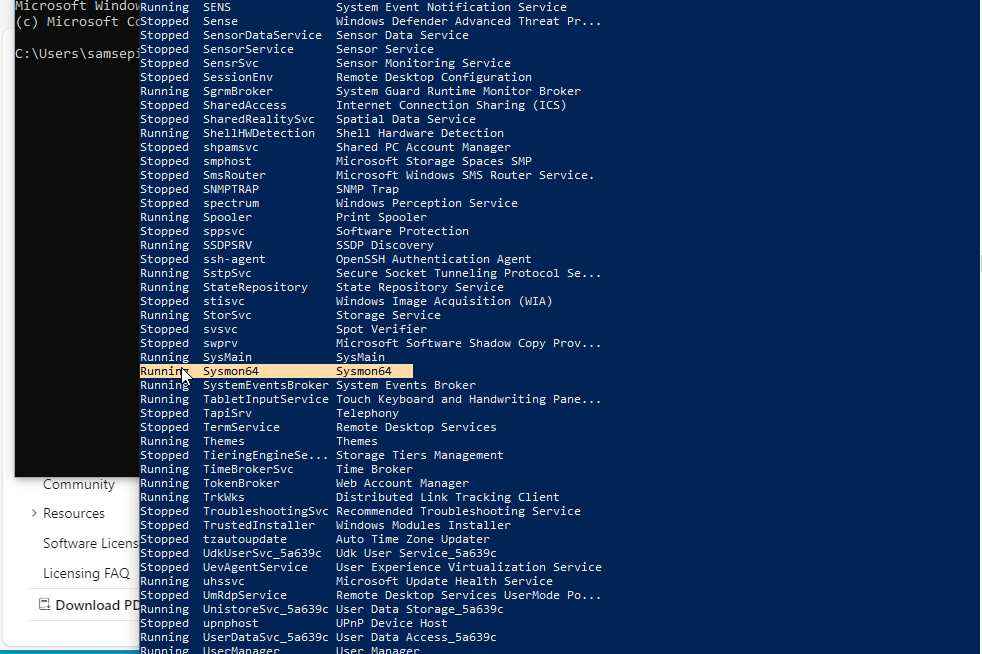 Microsoft Window
(c) Microsoft Co
C:\Users\samsepi
Running SENS System Event Notification Service
Stopped Sense Windows Defender Advanced Threat Pr...
Stopped SensorDataService Sensor Data Service
Stopped SensorService Sensor Service
Stopped SensrSvc Sensor Monitoring Service
Stopped SessionEnv Remote Desktop Configuration
Running SgrmBroker System Guard Runtime Monitor Broker
Stopped SharedAccess Internet Connection Sharing (ICS)
Stopped SharedRealitySvc Spatial Data Service
Running ShellHWDetection Shell Hardware Detection
Stopped shpamsvc Shared PC Account Manager
Stopped smphost Microsoft Storage Spaces SMP
Stopped SmsRouter Microsoft Windows SMS Router Service.
Stopped SNMPTRAP SNMP Trap
Stopped spectrum Windows Perception Service
Running Spooler Print Spooler
Stopped sppsvc Software Protection
Running SSDPSRV SSDP Discovery
Stopped ssh-agent OpenSSH Authentication Agent
Running SstpSvc Secure Socket Tunneling Protocol Se...
Running StateRepository State Repository Service
Stopped stisvc Windows Image Acquisition (WIA)
Running StorSvc Storage Service
Stopped svsvc Spot Verifier
Stopped swprv Microsoft Software Shadow Copy Prov...
Running SysMain SysMain
Running Sysmon64 Sysmon64
Running SystemEventsBroker System Events Broker
Running TabletInputService Touch Keyboard and Handwriting Pane...
Stopped TapiSrv Telephony
Stopped TermService Remote Desktop Services
Running Themes Themes
Stopped TieringEngineSe... Storage Tiers Management
Running TimeBrokerSvc Time Broker
Running TokenBroker Web Account Manager
Running TrkWks Distributed Link Tracking Client
Stopped TroubleshootingSvc Recommended Troubleshooting Service
Stopped TrustedInstaller Windows Modules Installer
Stopped tzautoupdate Auto Time Zone Updater
Stopped UdkUserSvc_5a639c Udk User Service_5a639c
Stopped UevAgentService User Experience Virtualization Service
Running uhssvc Microsoft Update Health Service
Stopped UmRdpService Remote Desktop Services UserMode Po...
Running UnistoreSvc_5a639c User Data Storage_5a639c
Stopped upnphost UPnP Device Host
Running UserDataSvc_5a639c User Data Access_5a639c
Running UserManager User Manager
Community
Resources
Software Licens
Licensing FAQ
Download PD